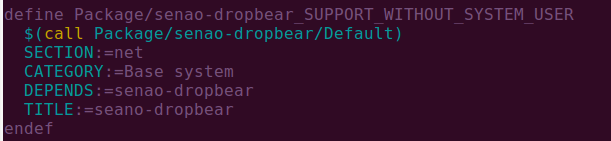 define Package/senao-dropbear_SUPPORT_WITHOUT_SYSTEM_USER
  $(call Package/senao-dropbear/Default)
  SECTION:=net
  CATEGORY:=Base system
  DEPENDS:=senao-dropbear
  TITLE:=seano-dropbear
endef